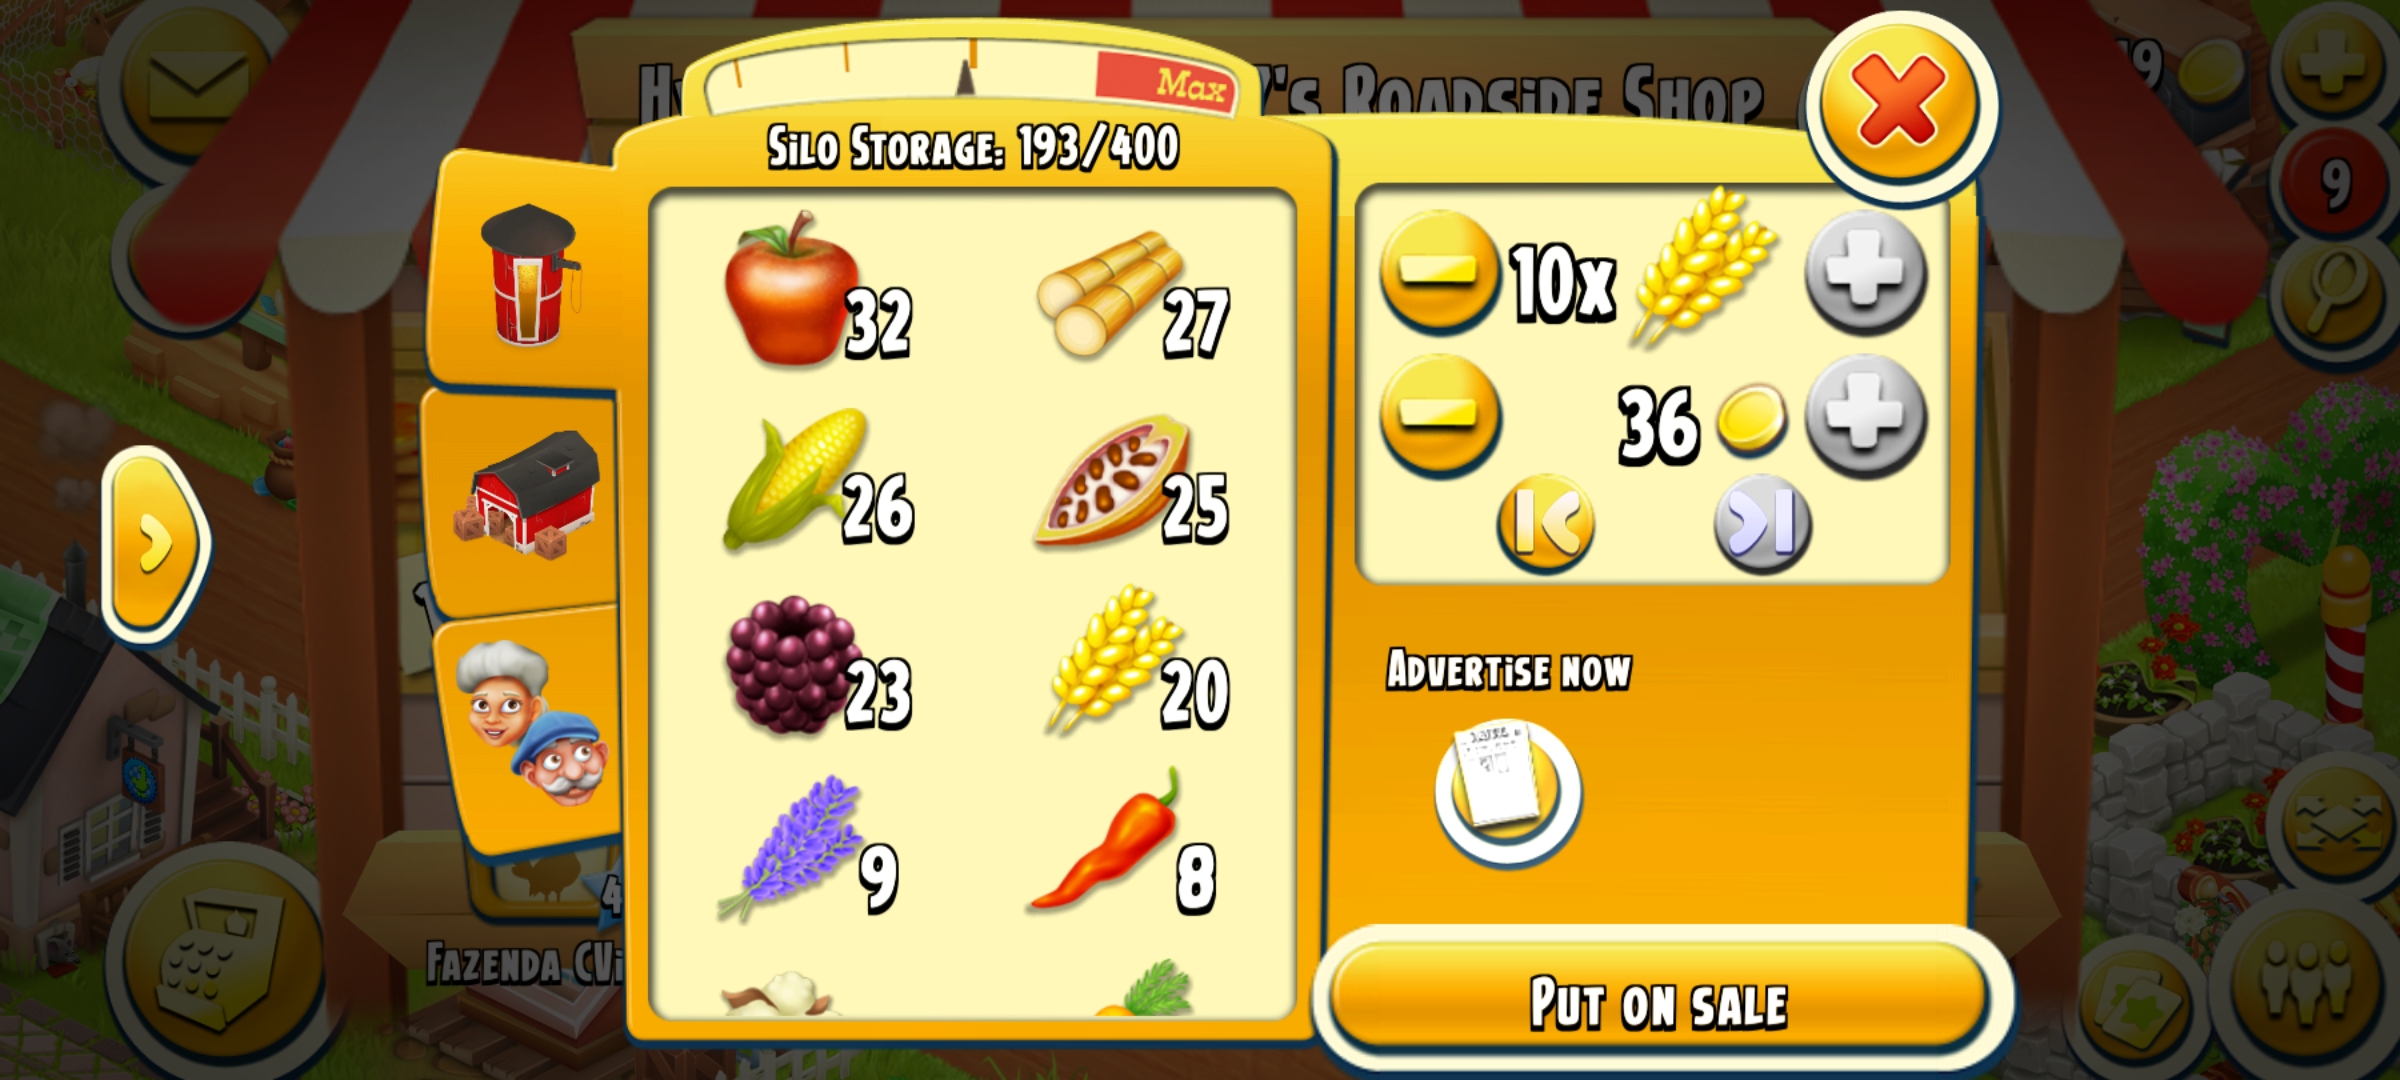 Max
's Roadside Shop
Silo Storage: 193/400
9
32
27
10x
36
26
25
23
20
Advertise now
9
8
Fazenda CVi
Put on sale